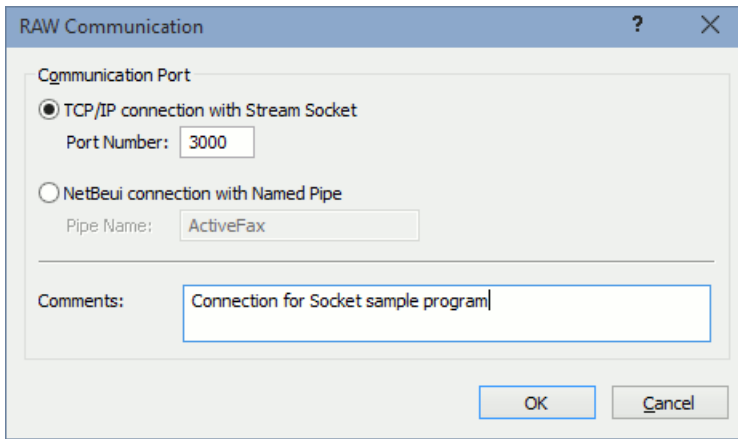 RAW Communication ?
Communication Port
TCP/IP connection with Stream Socket
Port Number: 3000
NetBeui connection with Named Pipe
Pipe Name: ActiveFax
Comments: Connection for Socket sample program
OK Cancel